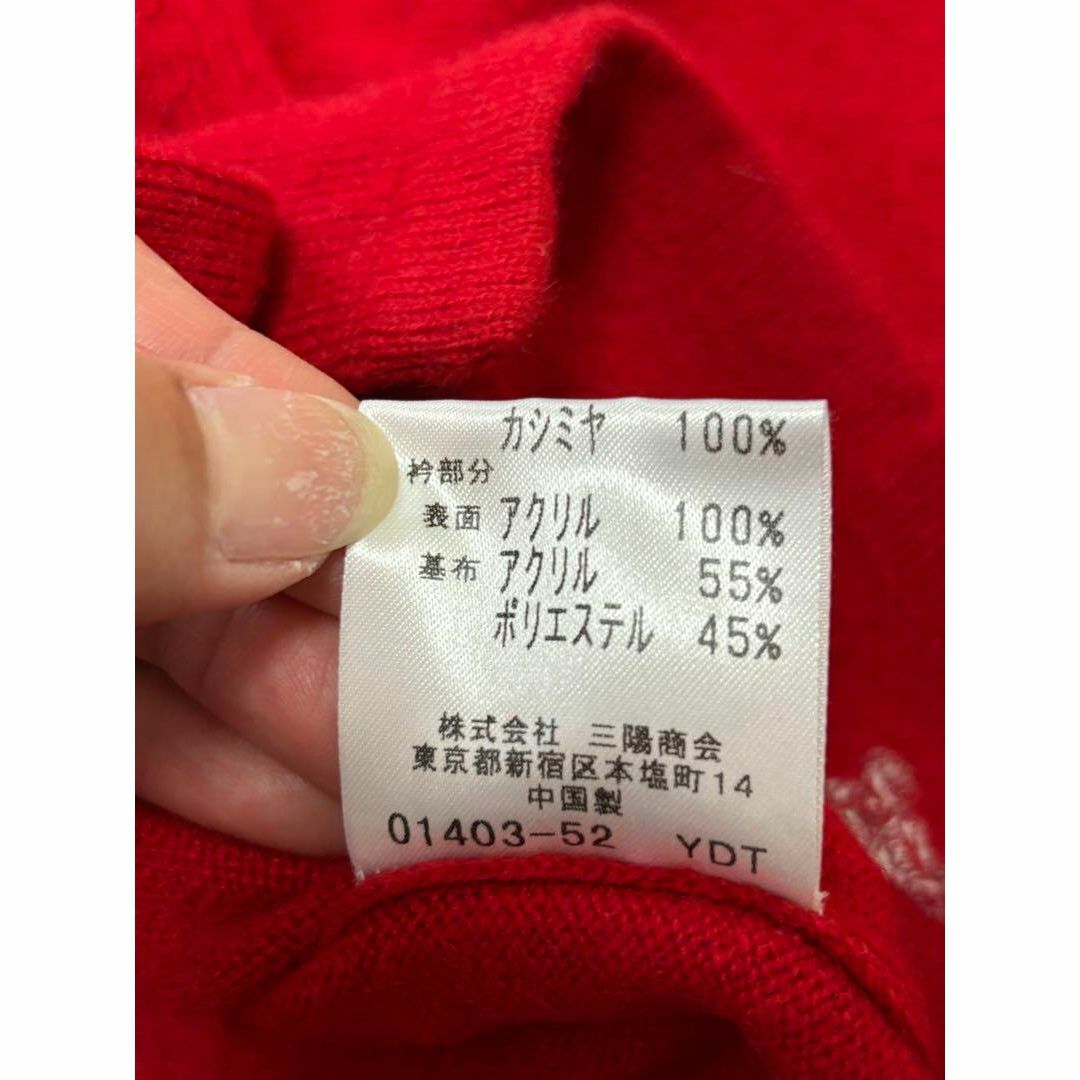 カシミヤ 100%
衿部分
表面 アクリル 100%
基布 アクリル 55%
ポリエステル 45%
株式会社 三陽商会
東京都新宿区本塩町14
中国製
01403-52 YDT